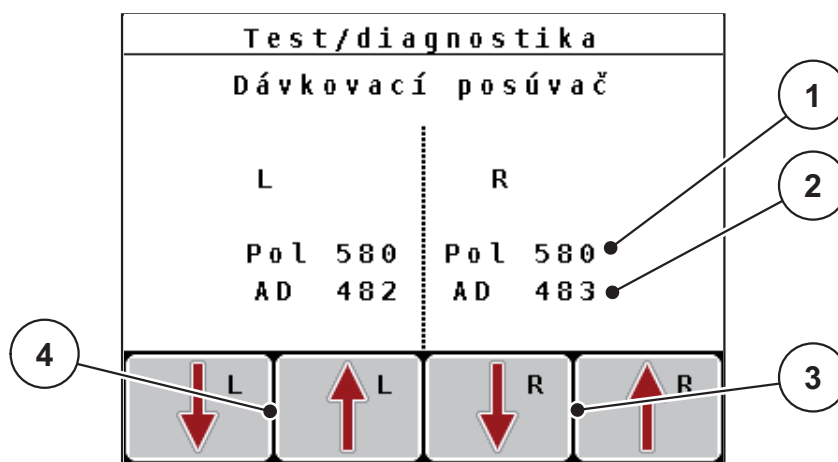 Test/diagnostika
Dávkovací posúvač
L R
Pol 580 Pol 580
AD 482 AD 483
L L R R
1
2
3
4